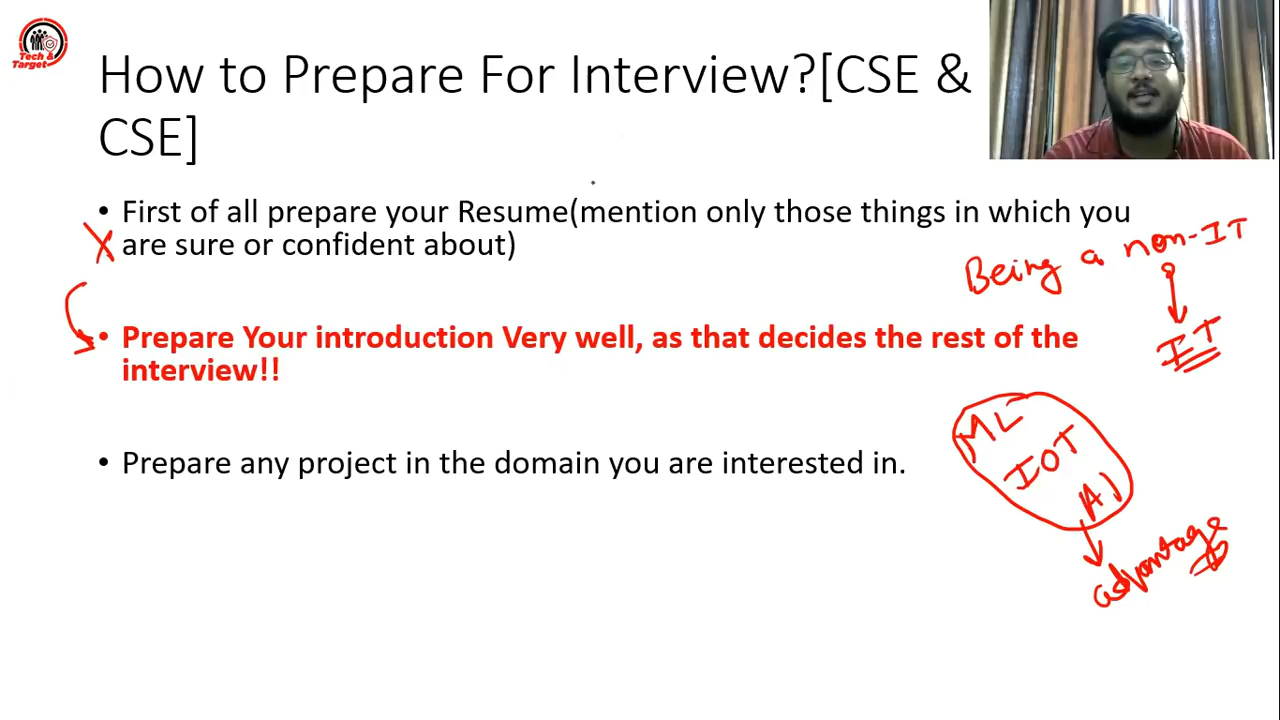 Tech &
Target
How to Prepare For Interview?[CSE &
CSE]
• First of all prepare your Resume(mention only those things in which you
are sure or confident about)
Being a non-IT
IT
• Prepare Your introduction Very well, as that decides the rest of the
interview!!
ML
IOT
AI
• Prepare any project in the domain you are interested in.
advantage